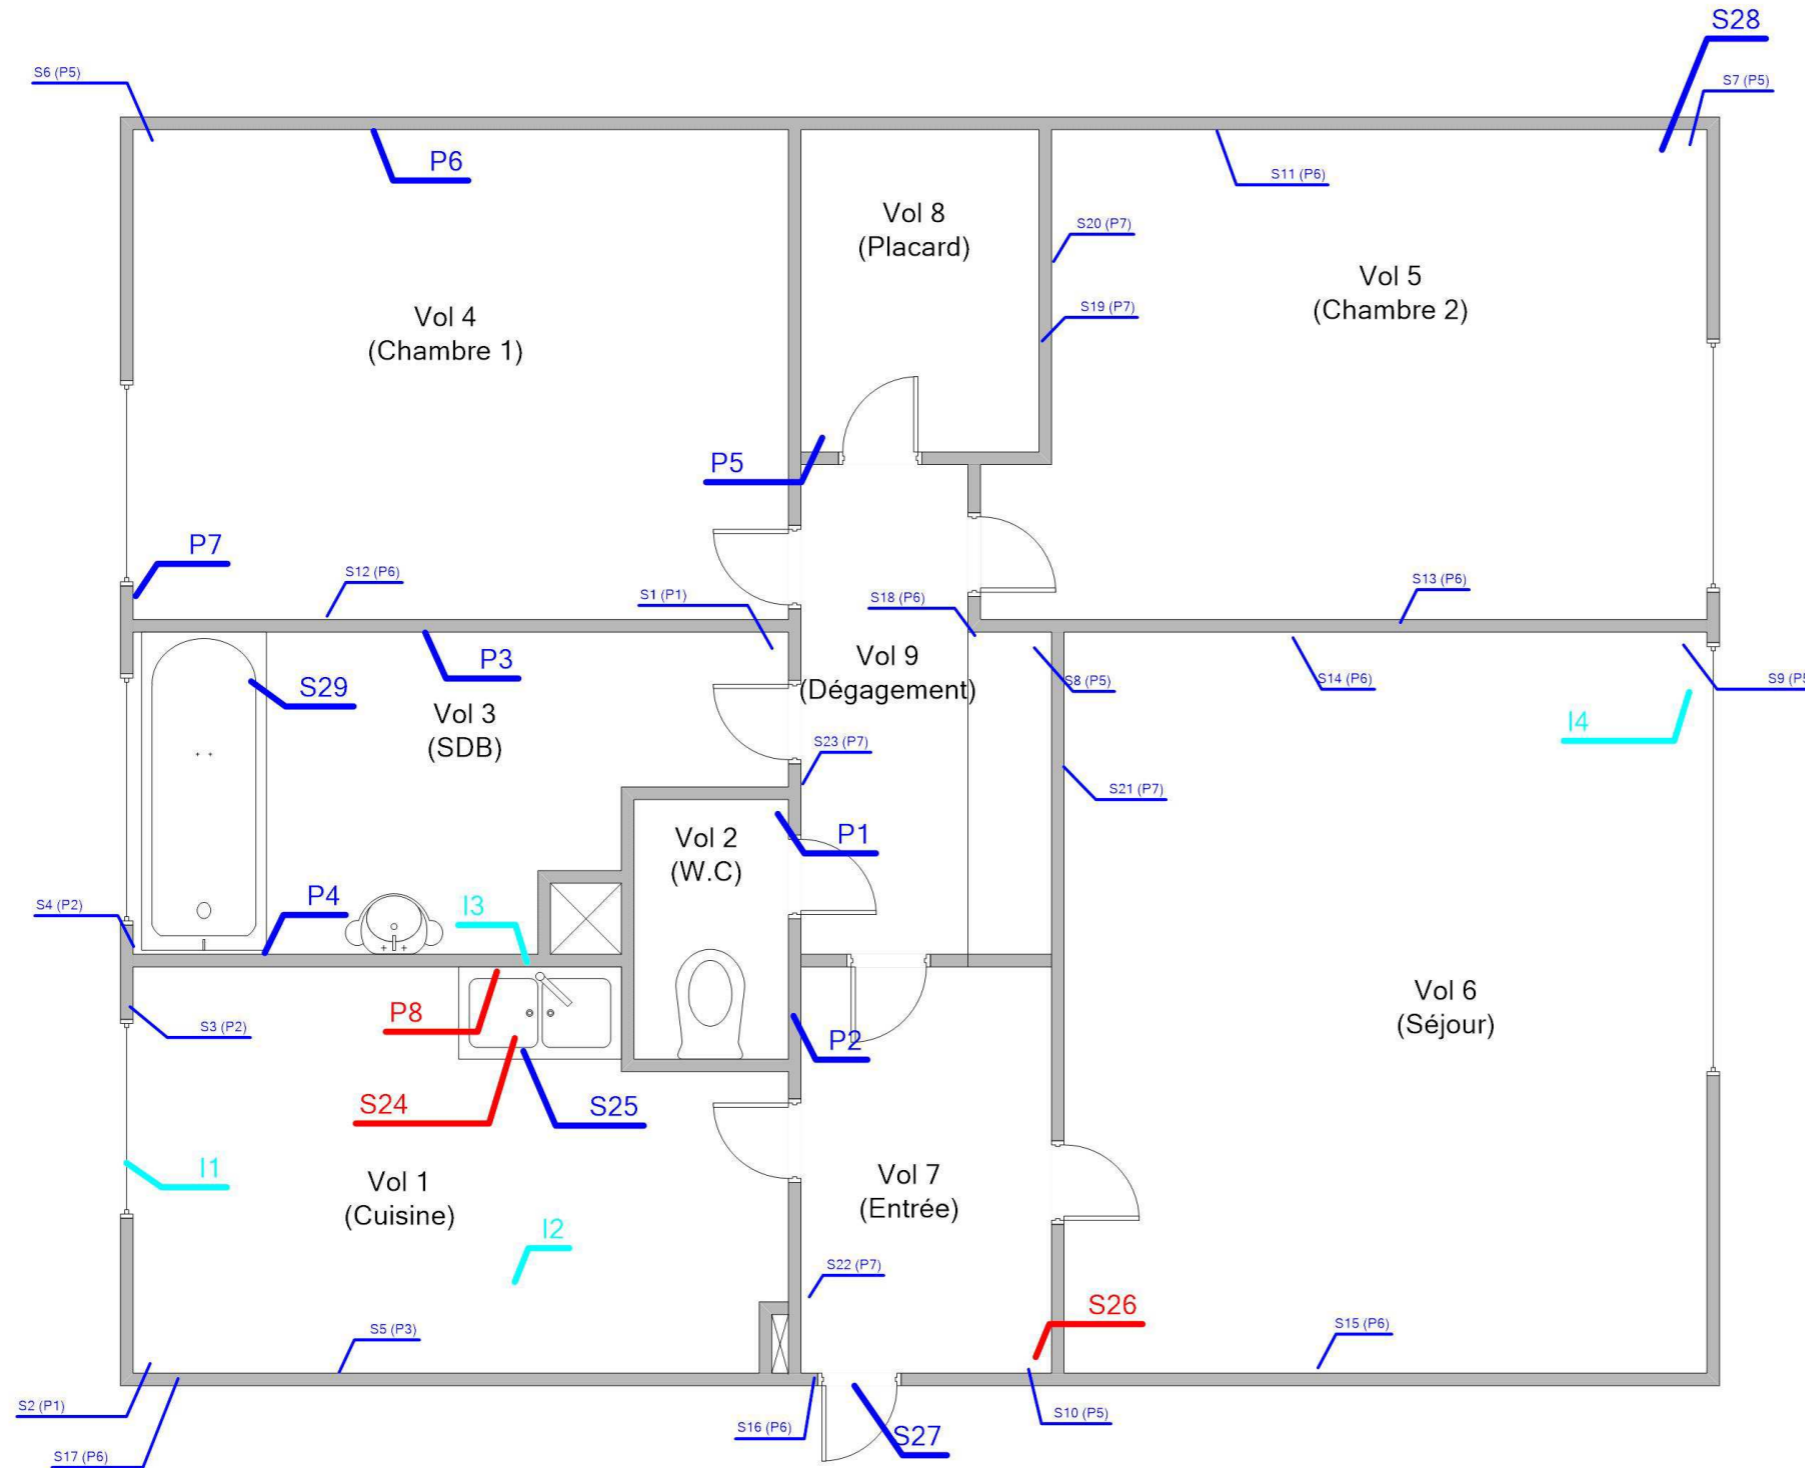 S28
S6 (P5)
S7 (P5)
P6
S11 (P6)
Vol 8
(Placard)
S20 (P7)
Vol 5
(Chambre 2)
S19 (P7)
Vol 4
(Chambre 1)
P5
P7
S12 (P6)
S1 (P1)
S18 (P6)
S13 (P6)
P3
Vol 9
(Dégagement)
S8 (P5)
S14 (P6)
S9 (P5
S29
Vol 3
(SDB)
I4
S23 (P7)
S21 (P7)
Vol 2
(W.C)
P1
S4 (P2)
P4
I3
P8
S3 (P2)
P2
Vol 6
(Séjour)
S24
S25
I1
Vol 1
(Cuisine)
Vol 7
(Entrée)
I2
S22 (P7)
S26
S5 (P3)
S15 (P6)
S2 (P1)
S16 (P6)
S27
S10 (P5)
S17 (P6)